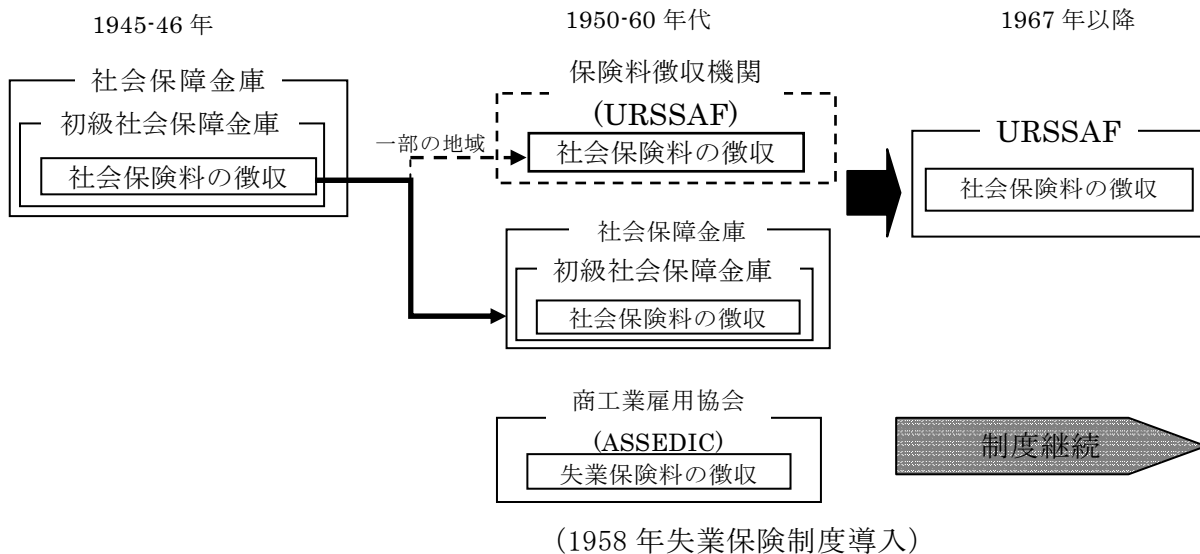 1945-46 年
1950-60 年代
1967 年以降
社会保障金庫
初級社会保障金庫
社会保険料の徴収
一部の地域
保険料徴収機関
(URSSAF)
社会保険料の徴収
URSSAF
社会保険料の徴収
社会保障金庫
初級社会保障金庫
社会保険料の徴収
商工業雇用協会
(ASSEDIC)
失業保険料の徴収
制度継続
（1958 年失業保険制度導入）